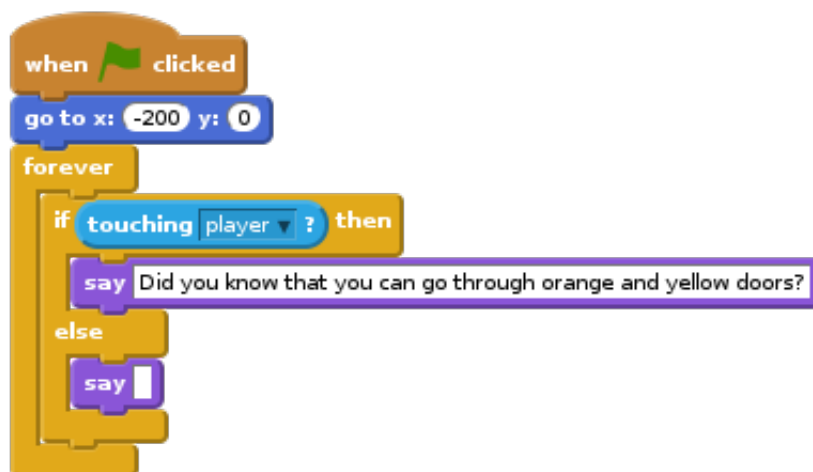 when clicked
go to x: -200 y: 0
forever
if touching player ? then
say Did you know that you can go through orange and yellow doors?
else
say